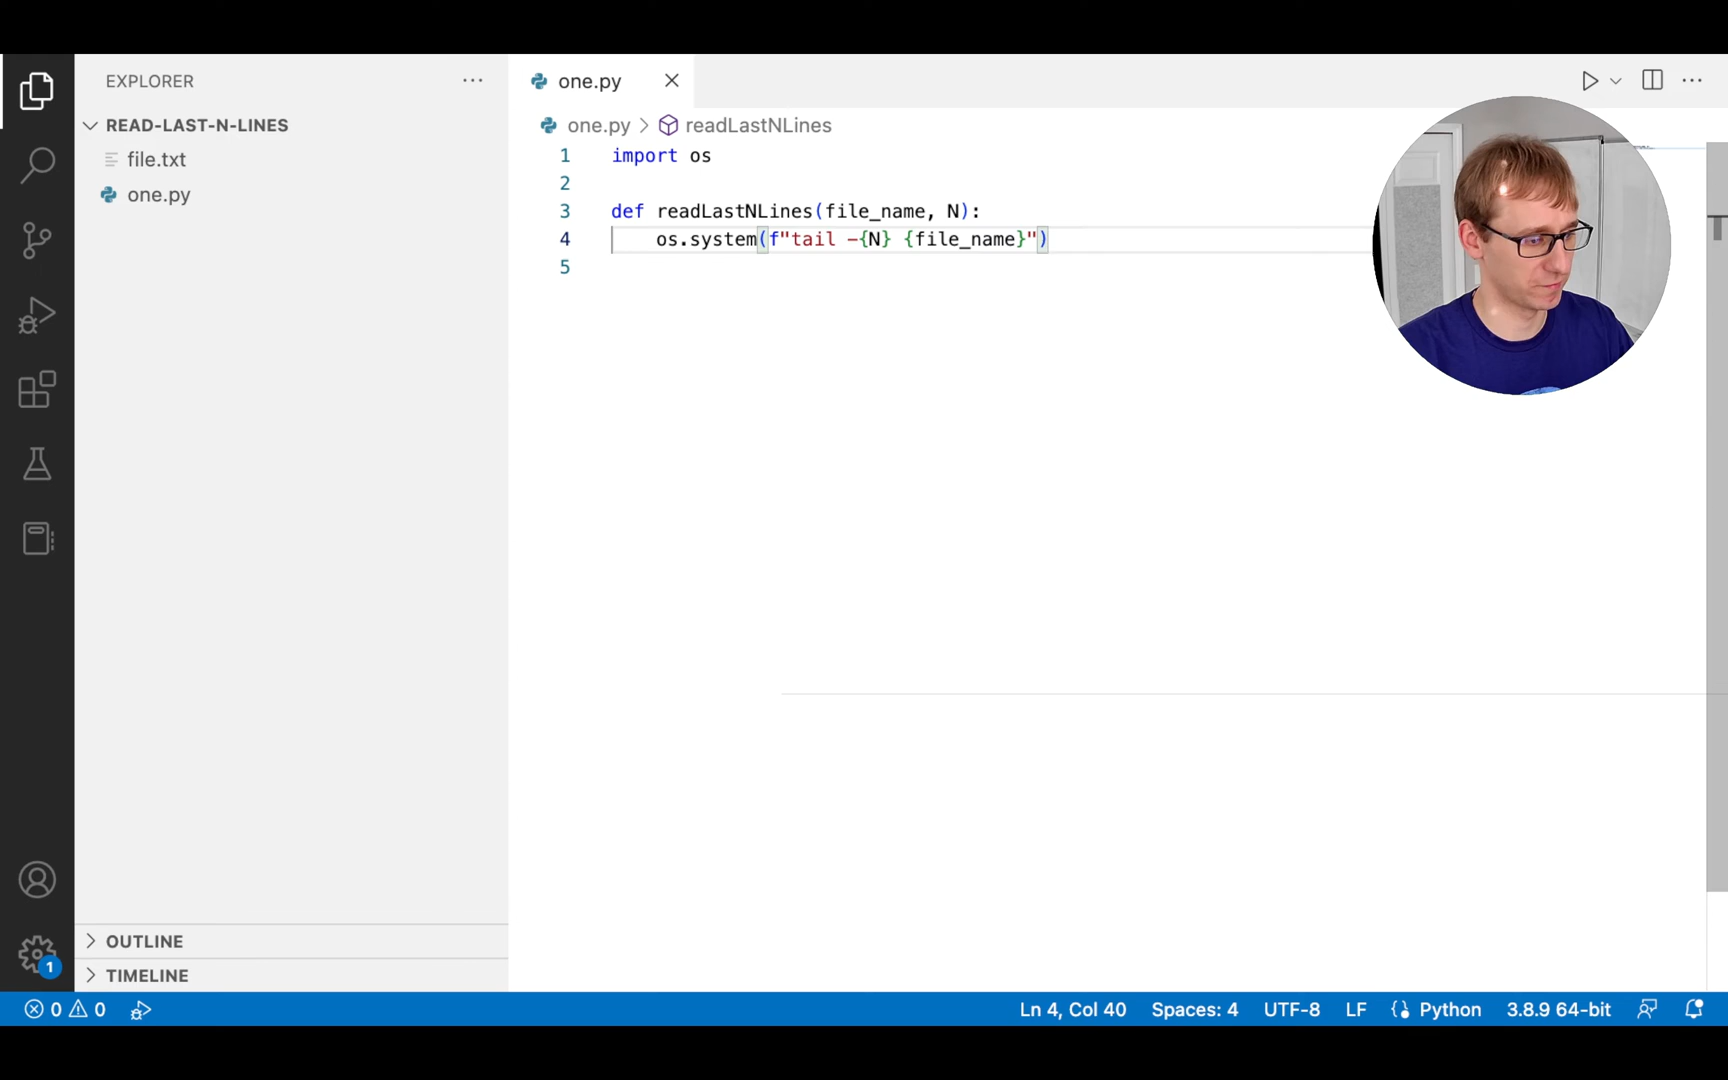 EXPLORER
READ-LAST-N-LINES
file.txt
one.py
OUTLINE
TIMELINE
one.py
one.py readLastNLines
1 import os
2
3 def readLastNLines(file_name, N):
4 os.system(f"tail -{N} {file_name}")
5
1
0 0
Ln 4, Col 40 Spaces: 4 UTF-8 LF Python 3.8.9 64-bit